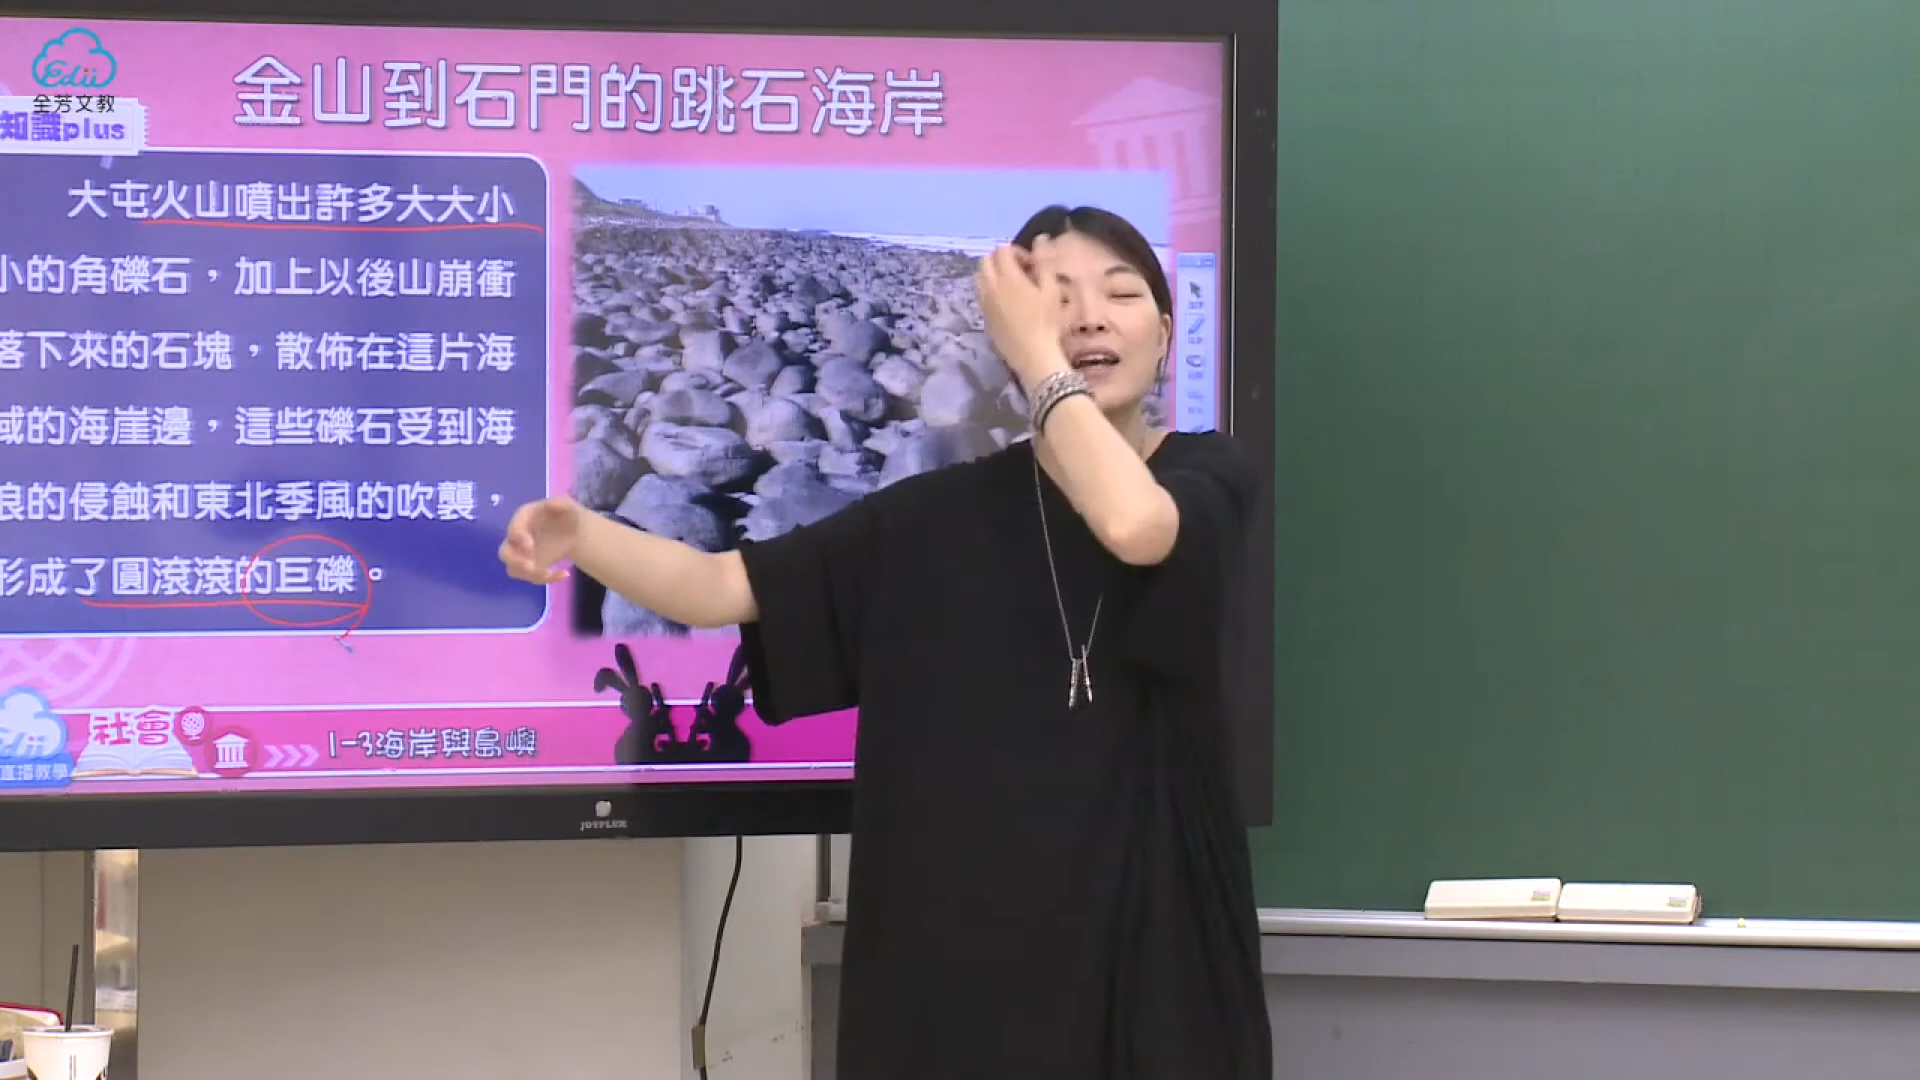 Edii
全芳文教
知識plus
金山到石門的跳石海岸
大屯火山噴出許多大大小
小的角礫石，加上以後山崩衝
落下來的石塊，散佈在這片海
域的海崖邊，這些礫石受到海
浪的侵蝕和東北季風的吹襲，
形成了圓滾滾的巨礫。
Edii
直播教學
社會
1-3海岸與島嶼
JOYPLUX